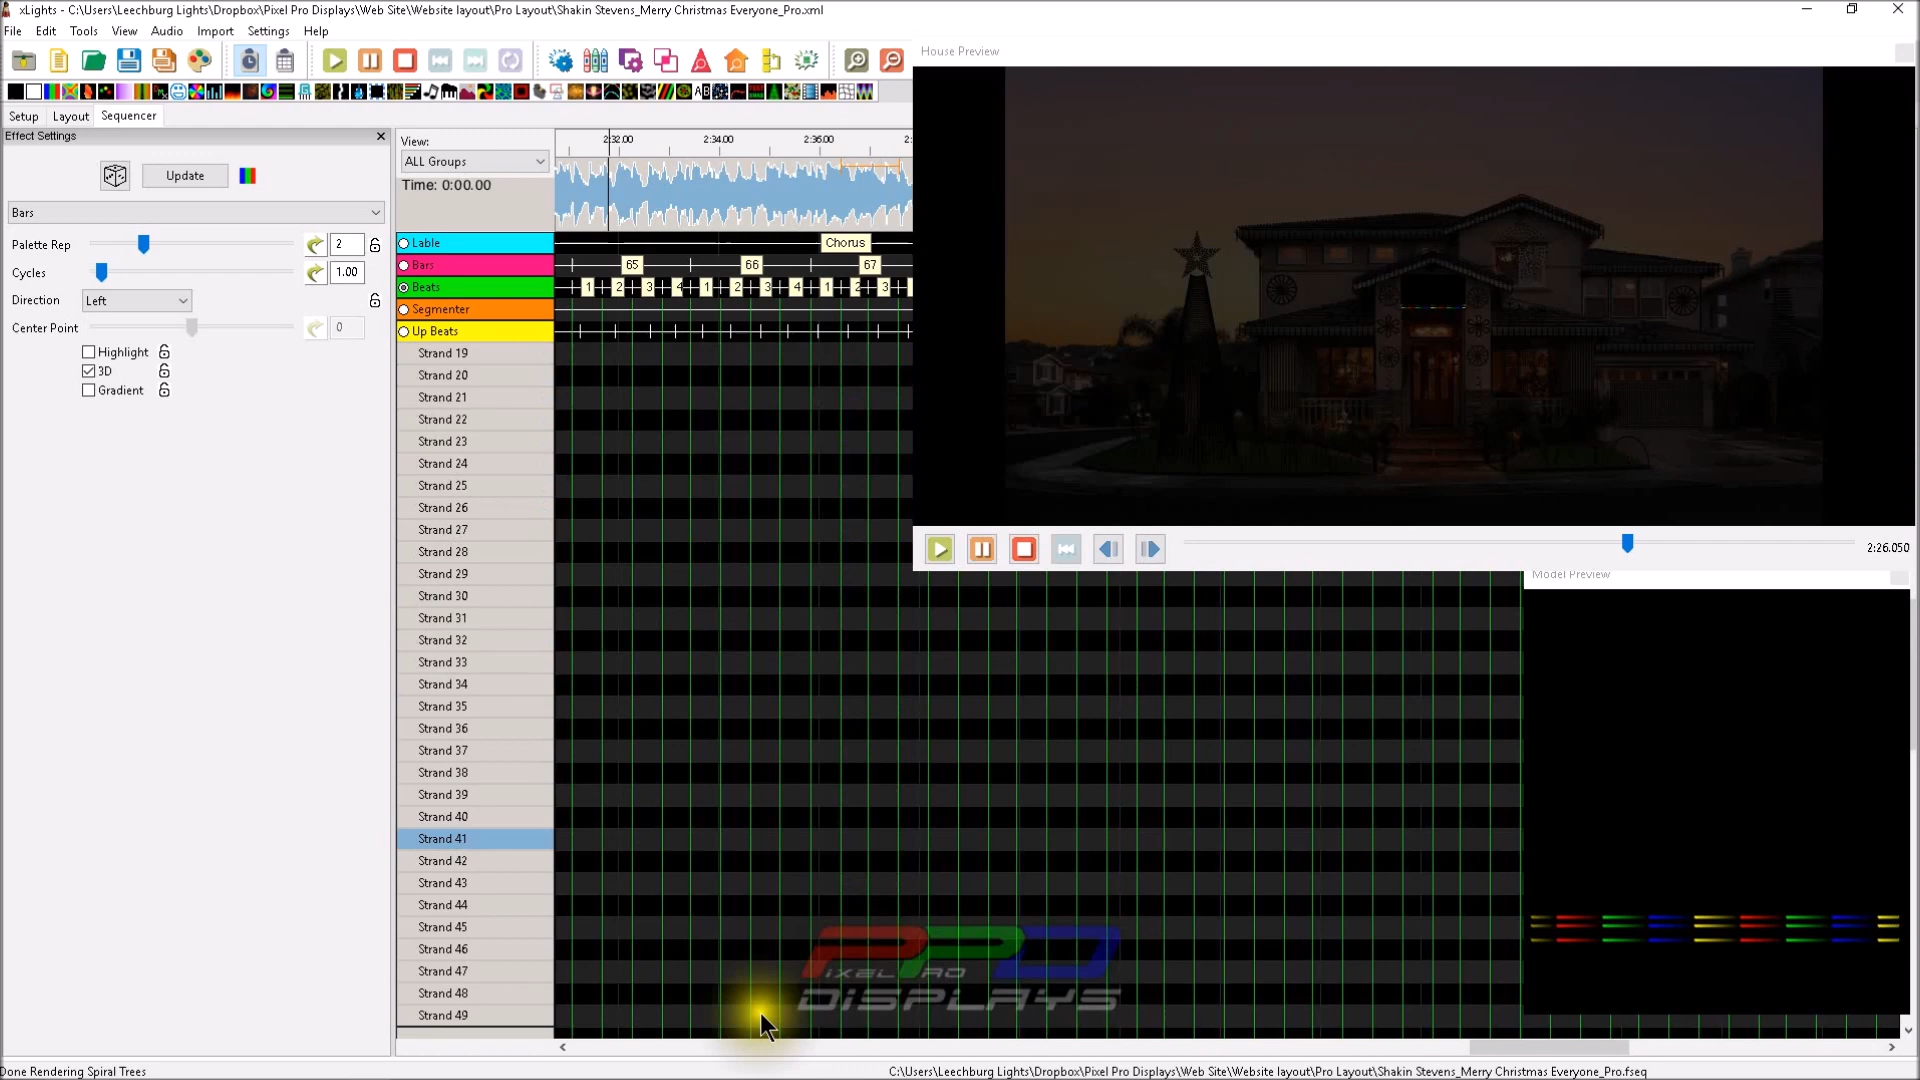 xLights - C:\Users\Leechburg Lights\Dropbox\Pixel Pro Displays\Web Site\Website layout\Pro Layout\Shakin Stevens_Merry Christmas Everyone_Pro.xml
File Edit Tools View Audio Import Settings Help
House Preview
Setup Layout Sequencer
Effect Settings
Update
Bars
Palette Rep 2
Cycles 1.00
Direction Left
Center Point 0
Highlight
3D
Gradient
View:
ALL Groups
Time: 0:00.00
2:32.00 2:34.00 2:36.00 2:
Lable Chorus
Bars 65 66 67
Beats 1 2 3 4 1 2 3 4 1 2 3
Segmenter
Up Beats
Strand 19
Strand 20
Strand 21
Strand 22
Strand 23
Strand 24
Strand 25
Strand 26
Strand 27
Strand 28
Strand 29
Strand 30
Strand 31
Strand 32
Strand 33
Strand 34
Strand 35
Strand 36
Strand 37
Strand 38
Strand 39
Strand 40
Strand 41
Strand 42
Strand 43
Strand 44
Strand 45
Strand 46
Strand 47
Strand 48
Strand 49
2:26.050
Model Preview
PPD
PIXEL PRO
DISPLAYS
Done Rendering Spiral Trees
C:\Users\Leechburg Lights\Dropbox\Pixel Pro Displays\Web Site\Website layout\Pro Layout\Shakin Stevens_Merry Christmas Everyone_Pro.fseq